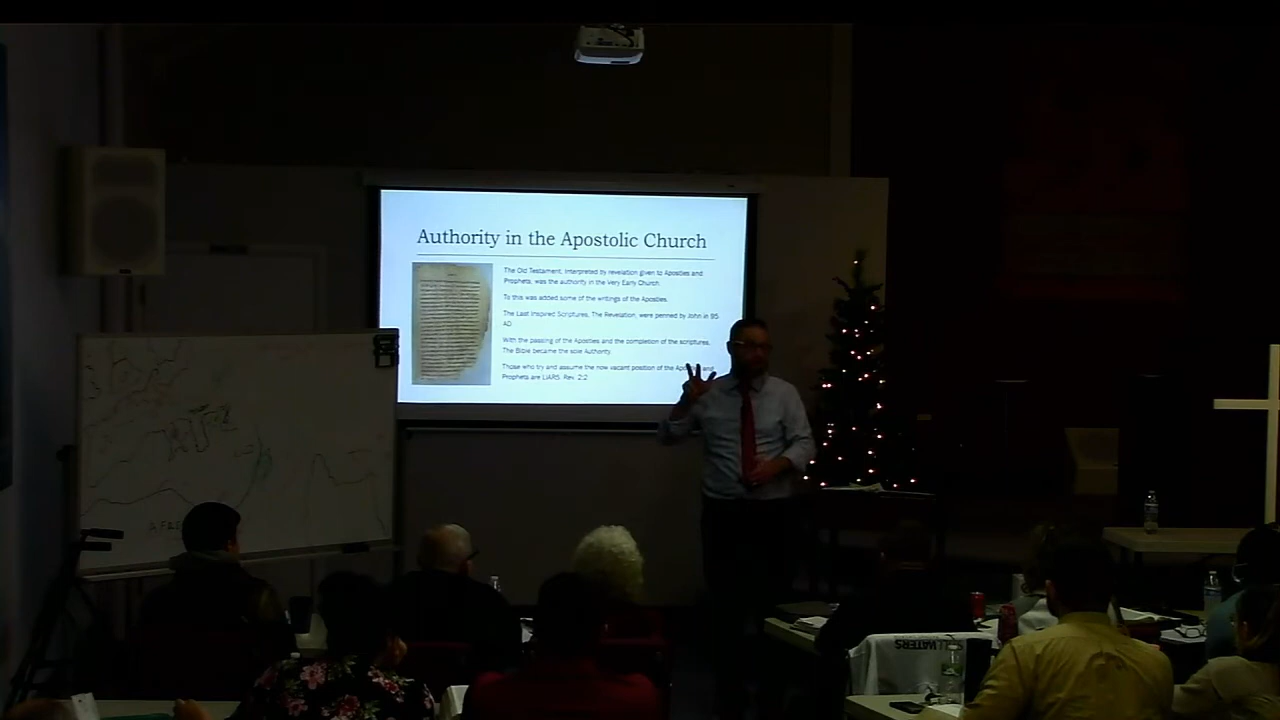 Authority in the Apostolic Church
The Old Testament, interpreted by revelation given to Apostles and
Prophets, was the authority in the Very Early Church.
To this was added some of the writings of the Apostles.
The Last Inspired Scriptures, The Revelation, were penned by John in 95
AD
With the passing of the Apostles and the completion of the scriptures,
The Bible became the sole Authority.
Those who try and assume the now vacant position of the and
Prophets are LIARS. Rev. 2:2
WATERS